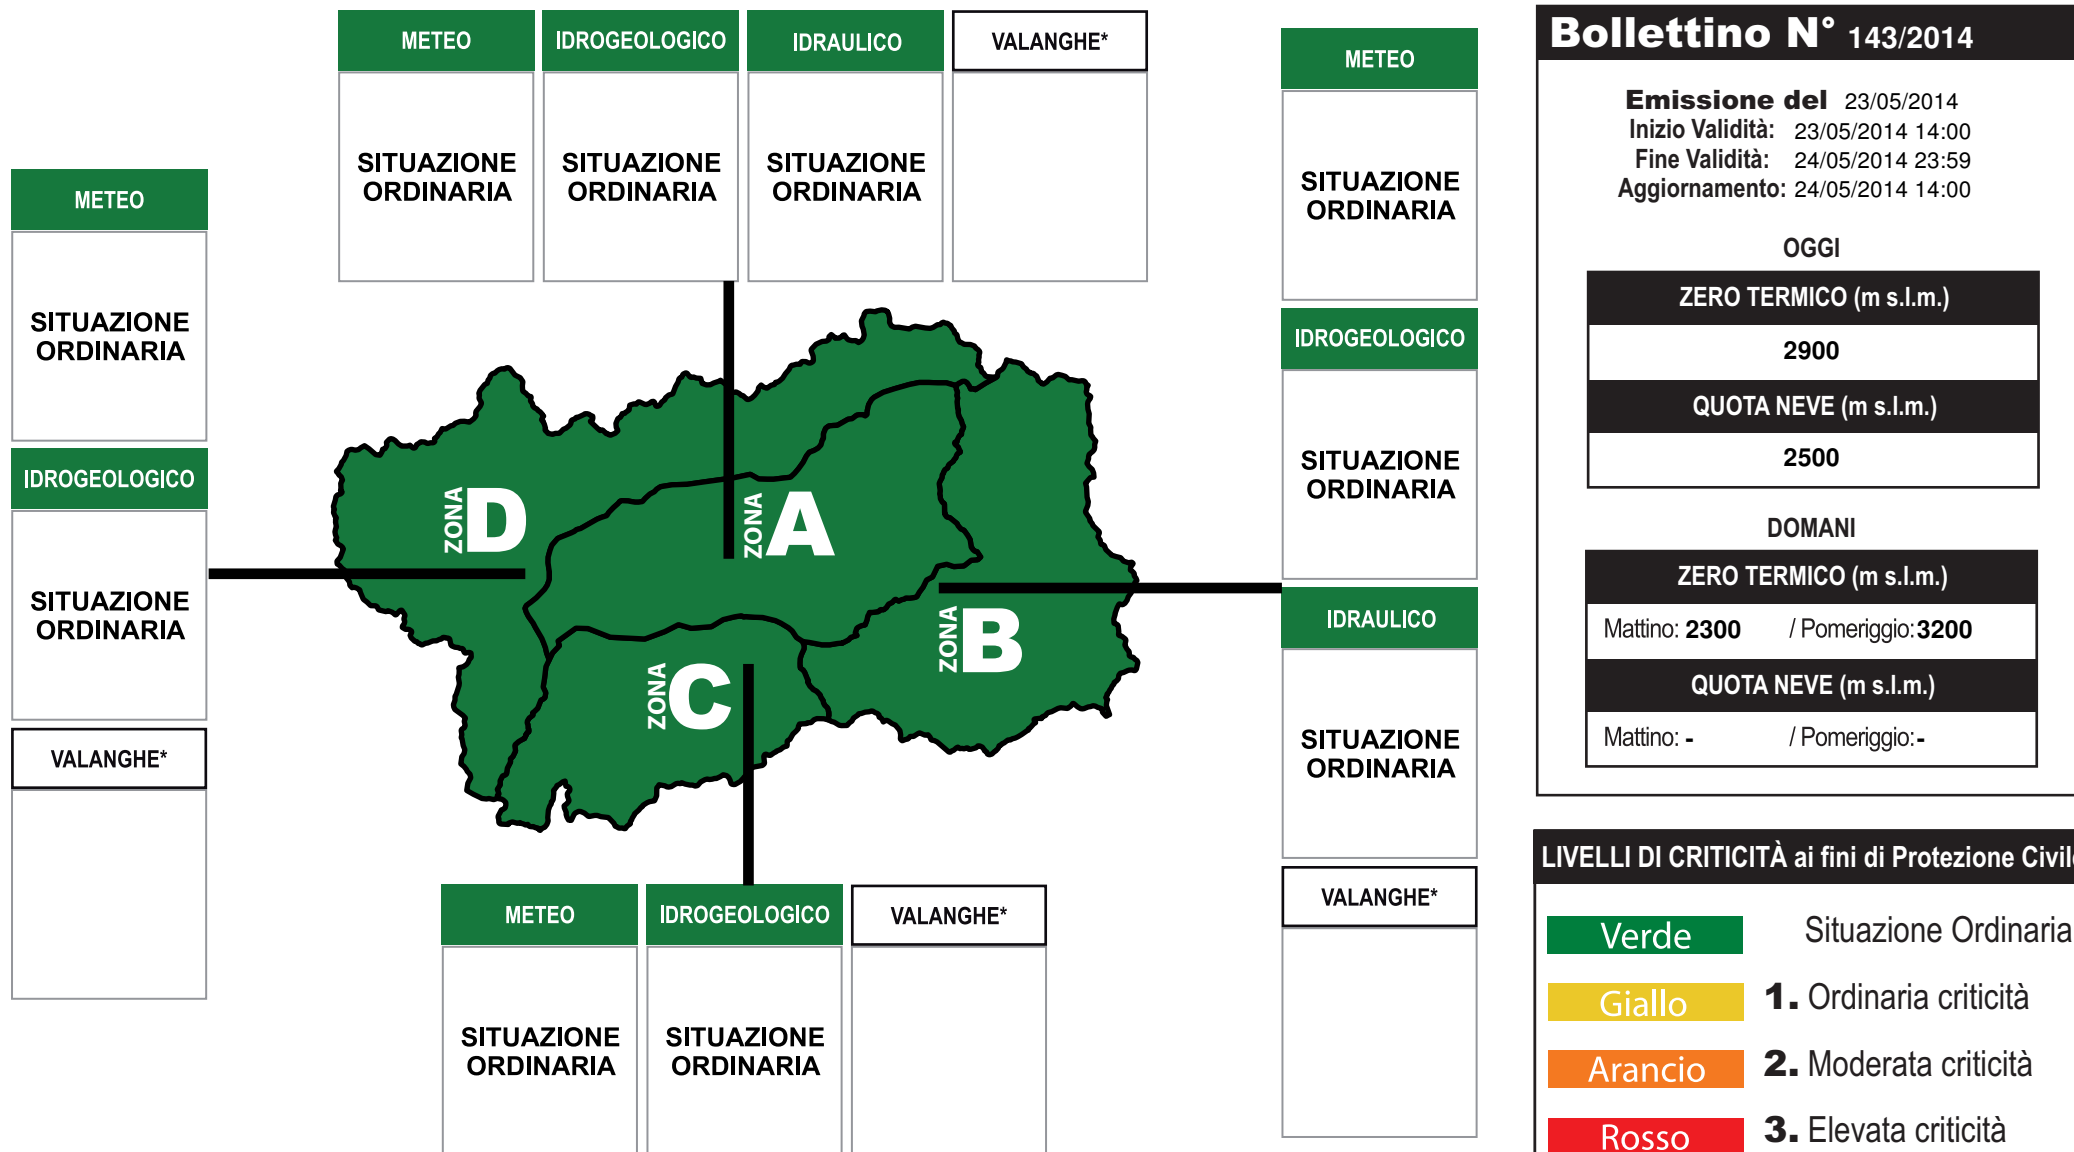 METEO
IDROGEOLOGICO
IDRAULICO
VALANGHE*
SITUAZIONE
ORDINARIA
SITUAZIONE
ORDINARIA
SITUAZIONE
ORDINARIA
METEO
SITUAZIONE
ORDINARIA
IDROGEOLOGICO
SITUAZIONE
ORDINARIA
VALANGHE*
ZONA D
ZONA A
ZONA B
ZONA C
METEO
SITUAZIONE
ORDINARIA
IDROGEOLOGICO
SITUAZIONE
ORDINARIA
IDRAULICO
SITUAZIONE
ORDINARIA
VALANGHE*
METEO
IDROGEOLOGICO
VALANGHE*
SITUAZIONE
ORDINARIA
SITUAZIONE
ORDINARIA
Bollettino N° 143/2014
Emissione del 23/05/2014
Inizio Validità: 23/05/2014 14:00
Fine Validità: 24/05/2014 23:59
Aggiornamento: 24/05/2014 14:00
OGGI
ZERO TERMICO (m s.l.m.)
2900
QUOTA NEVE (m s.l.m.)
2500
DOMANI
ZERO TERMICO (m s.l.m.)
Mattino: 2300 / Pomeriggio: 3200
QUOTA NEVE (m s.l.m.)
Mattino: - / Pomeriggio: -
LIVELLI DI CRITICITÀ ai fini di Protezione Civile
Verde Situazione Ordinaria
Giallo 1. Ordinaria criticità
Arancio 2. Moderata criticità
Rosso 3. Elevata criticità